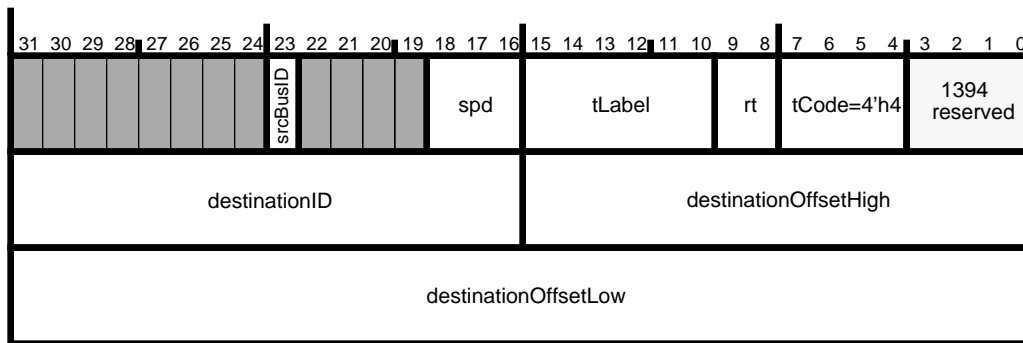 31 30 29 28 27 26 25 24 23 22 21 20 19 18 17 16 15 14 13 12 11 10 9 8 7 6 5 4 3 2 1 0
srcBusID spd tLabel rt tCode=4'h4 1394
reserved
destinationID destinationOffsetHigh
destinationOffsetLow